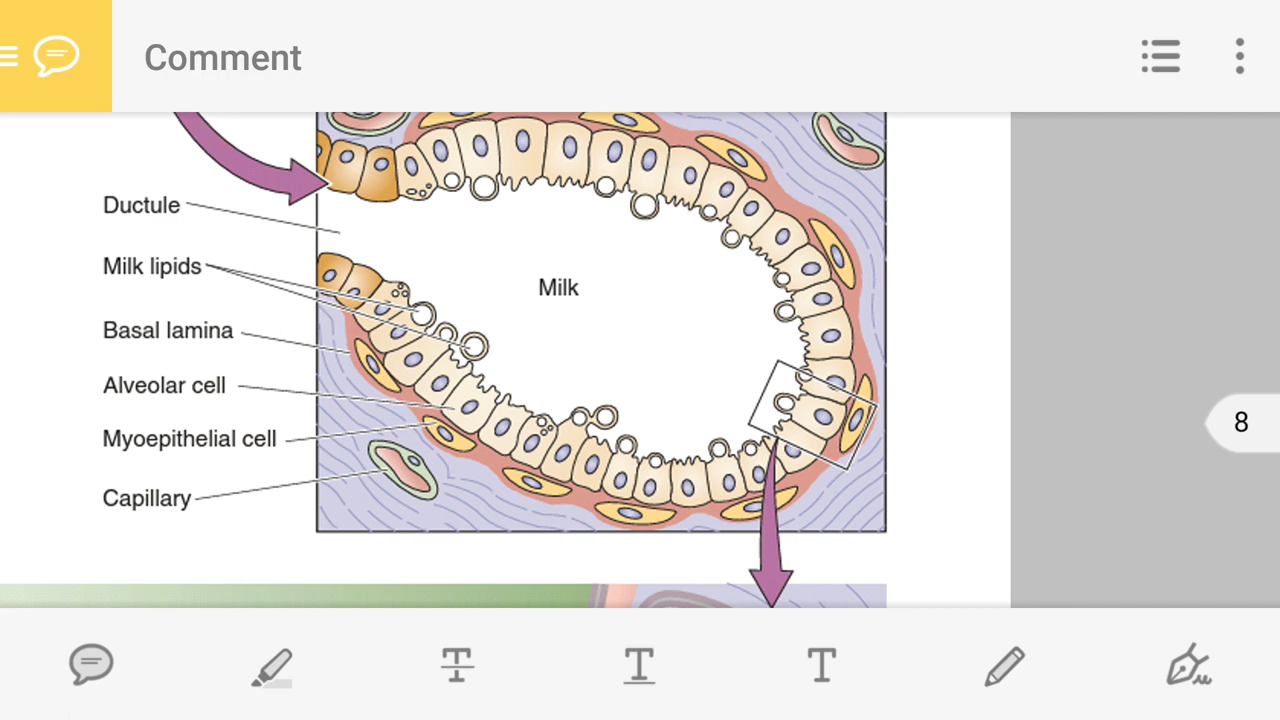 Comment
Ductule
Milk lipids
Milk
Basal lamina
Alveolar cell
Myoepithelial cell
Capillary
8